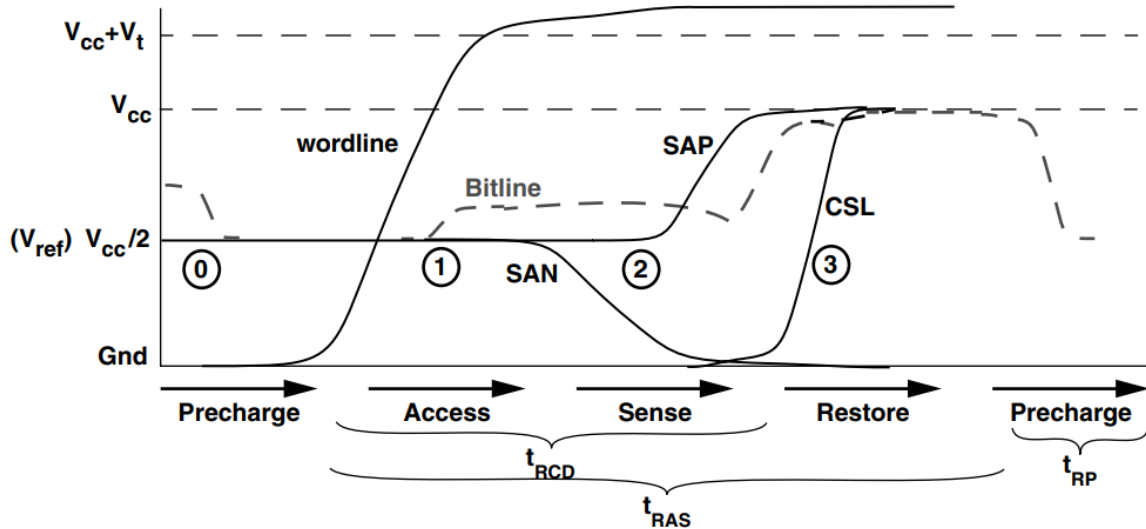 Vcc+Vt
Vcc
wordline
SAP
Bitline
CSL
(Vref) Vcc/2
0
1
SAN
2
3
Gnd
Precharge
Access
Sense
Restore
Precharge
tRCD
tRP
tRAS